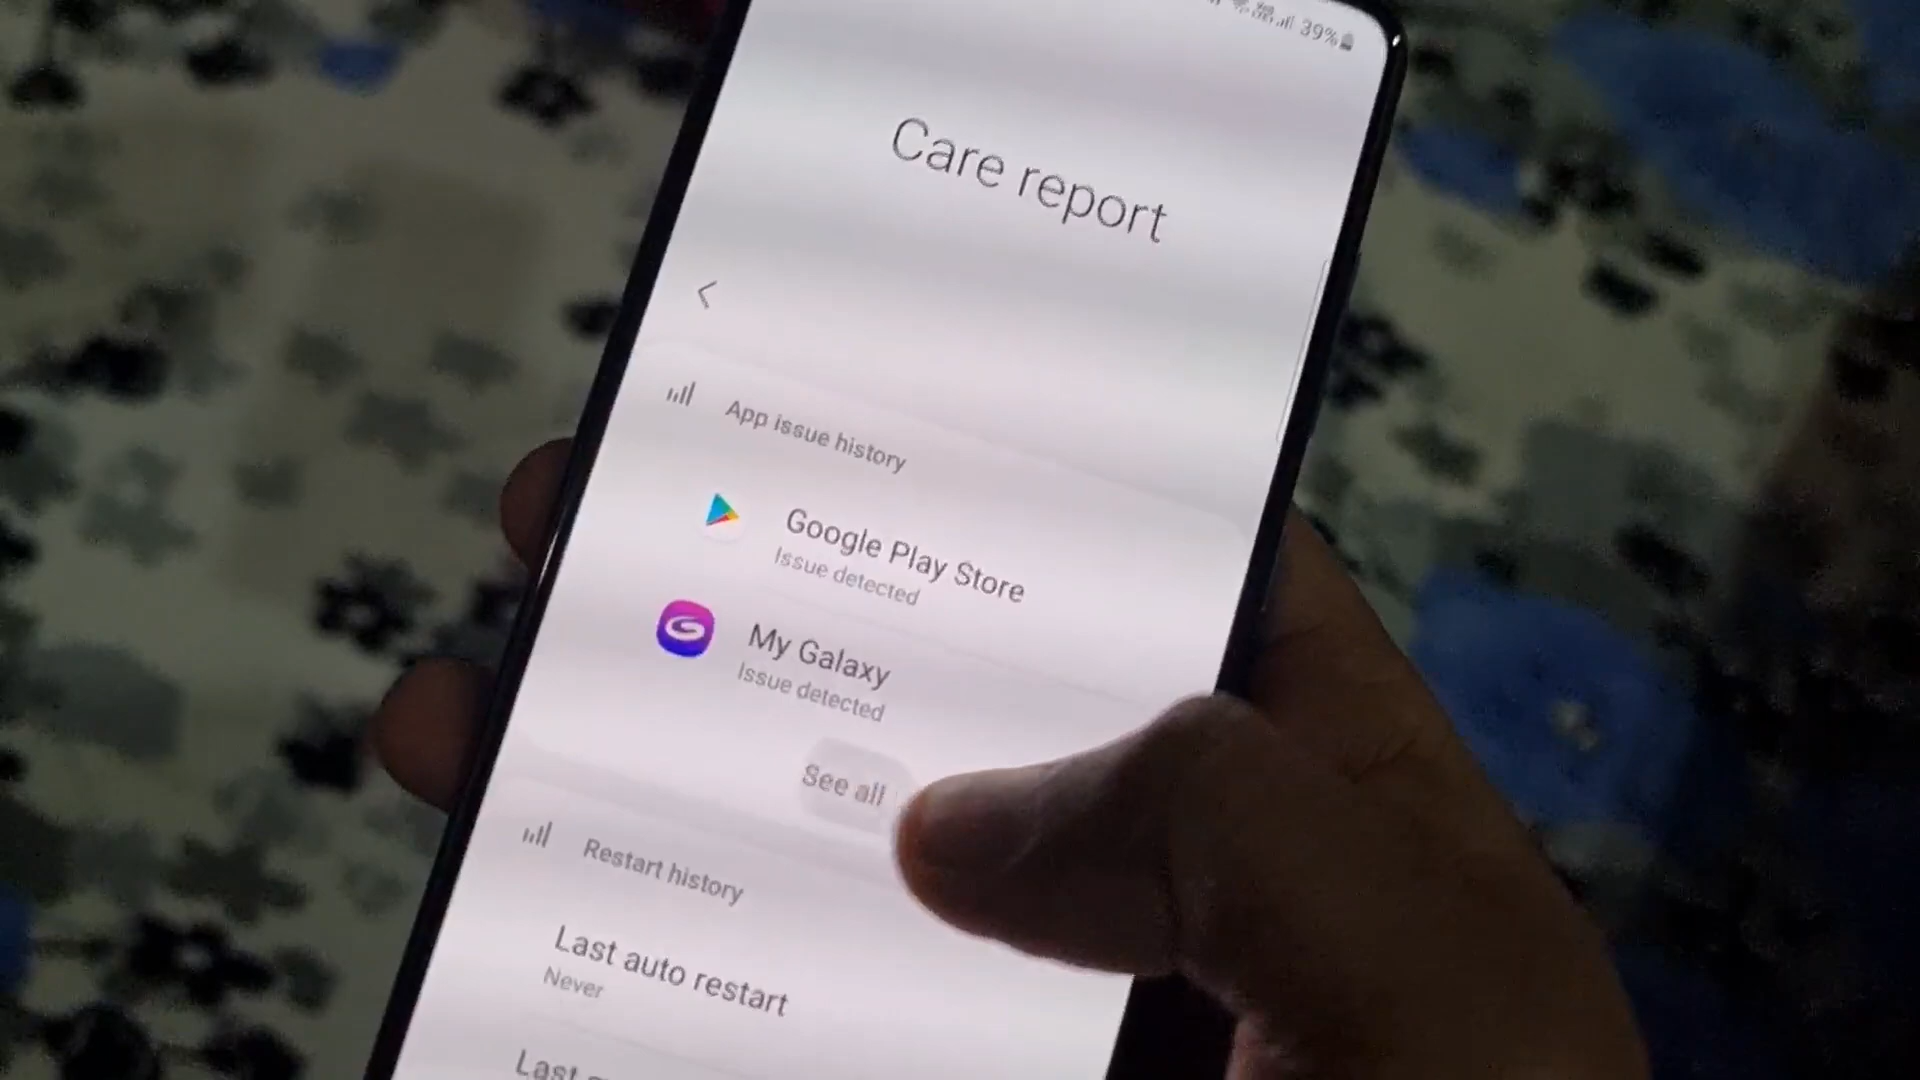 39%
Care report
App issue history
Google Play Store
Issue detected
My Galaxy
Issue detected
See all
Restart history
Last auto restart
Never
Last